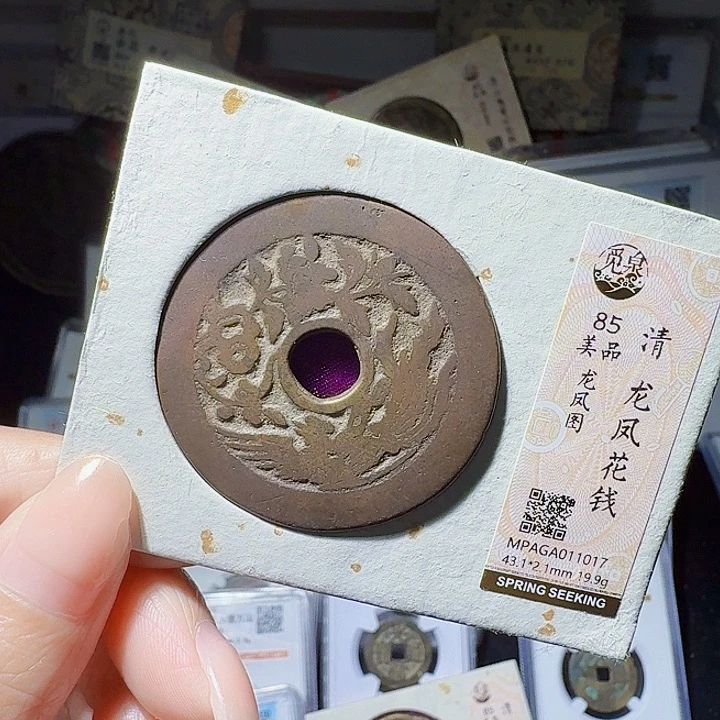 觅泉
清 龙凤花钱
85
美品
龙凤图
MPAGA011017
43.1*2.1mm 19.9g
SPRING SEEKING